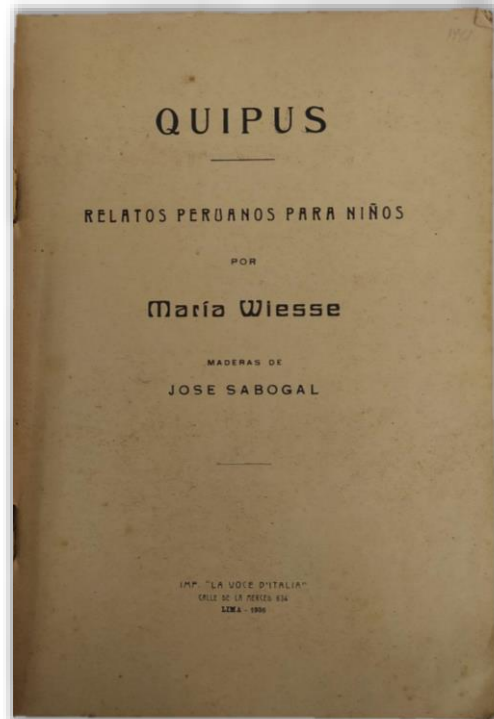 QUIPUS
RELATOS PERUANOS PARA NIÑOS
POR
María Wiesse
MADERAS DE
JOSE SABOGAL
IMP. "LA VOCE D'ITALIA"
CALLE DE LA MERCED 634
LIMA -